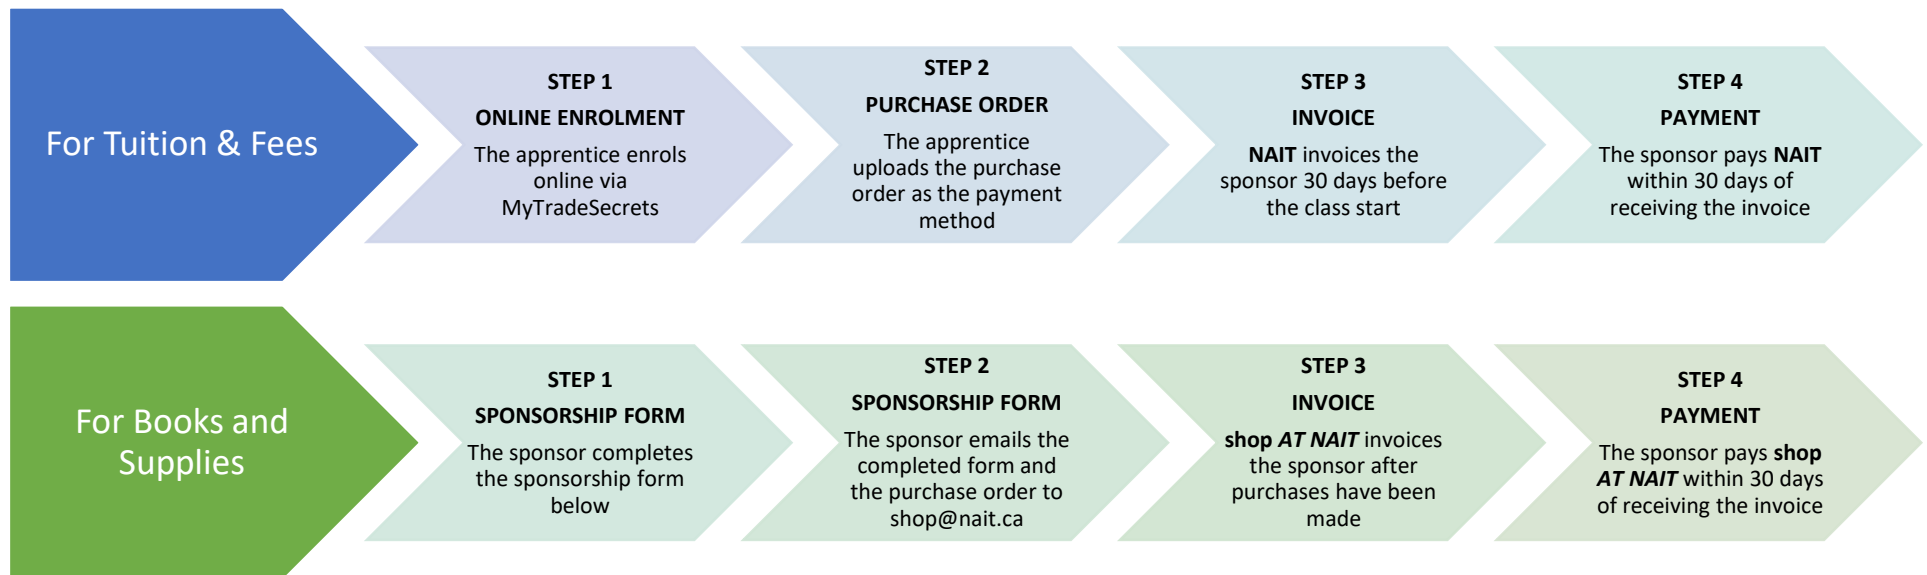 For Tuition & Fees
STEP 1
ONLINE ENROLMENT
The apprentice enrols
online via
MyTradeSecrets
STEP 2
PURCHASE ORDER
The apprentice
uploads the purchase
order as the payment
method
STEP 3
INVOICE
NAIT invoices the
sponsor 30 days before
the class start
STEP 4
PAYMENT
The sponsor pays NAIT
within 30 days of
receiving the invoice
For Books and
Supplies
STEP 1
SPONSORSHIP FORM
The sponsor completes
the sponsorship form
below
STEP 2
SPONSORSHIP FORM
The sponsor emails the
completed form and
the purchase order to
shop@nait.ca
STEP 3
INVOICE
shop AT NAIT invoices
the sponsor after
purchases have been
made
STEP 4
PAYMENT
The sponsor pays shop
AT NAIT within 30 days
of receiving the invoice